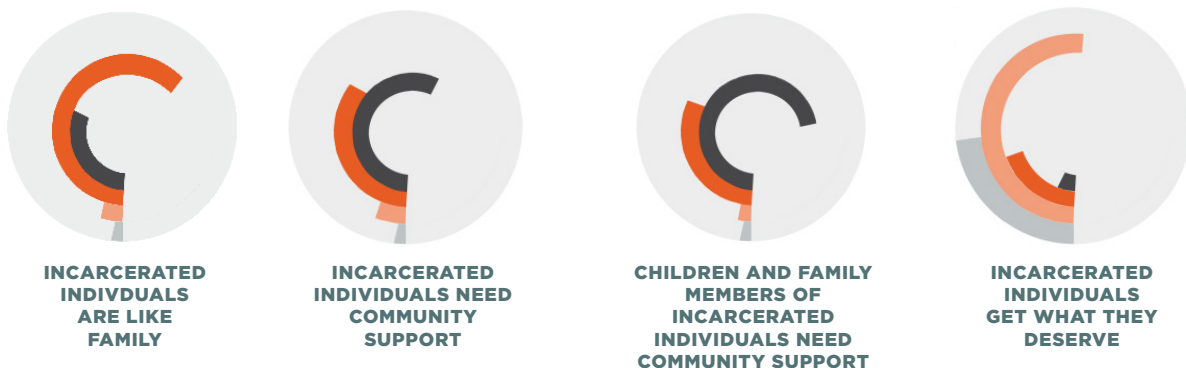 INCARCERATED
INDIVDUALS
ARE LIKE
FAMILY
INCARCERATED
INDIVIDUALS NEED
COMMUNITY
SUPPORT
CHILDREN AND FAMILY
MEMBERS OF
INCARCERATED
INDIVIDUALS NEED
COMMUNITY SUPPORT
INCARCERATED
INDIVIDUALS
GET WHAT THEY
DESERVE